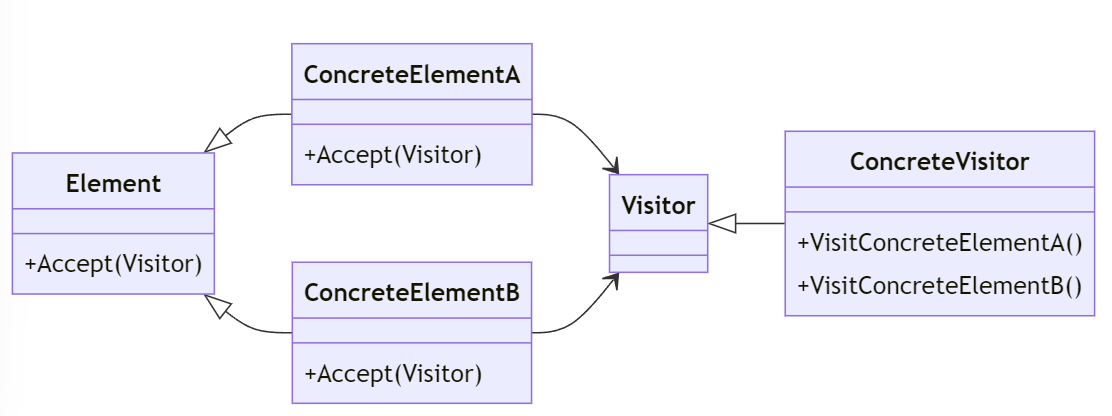 ConcreteElementA
+Accept(Visitor)
Element
+Accept(Visitor)
ConcreteElementB
+Accept(Visitor)
Visitor
ConcreteVisitor
+VisitConcreteElementA()
+VisitConcreteElementB()